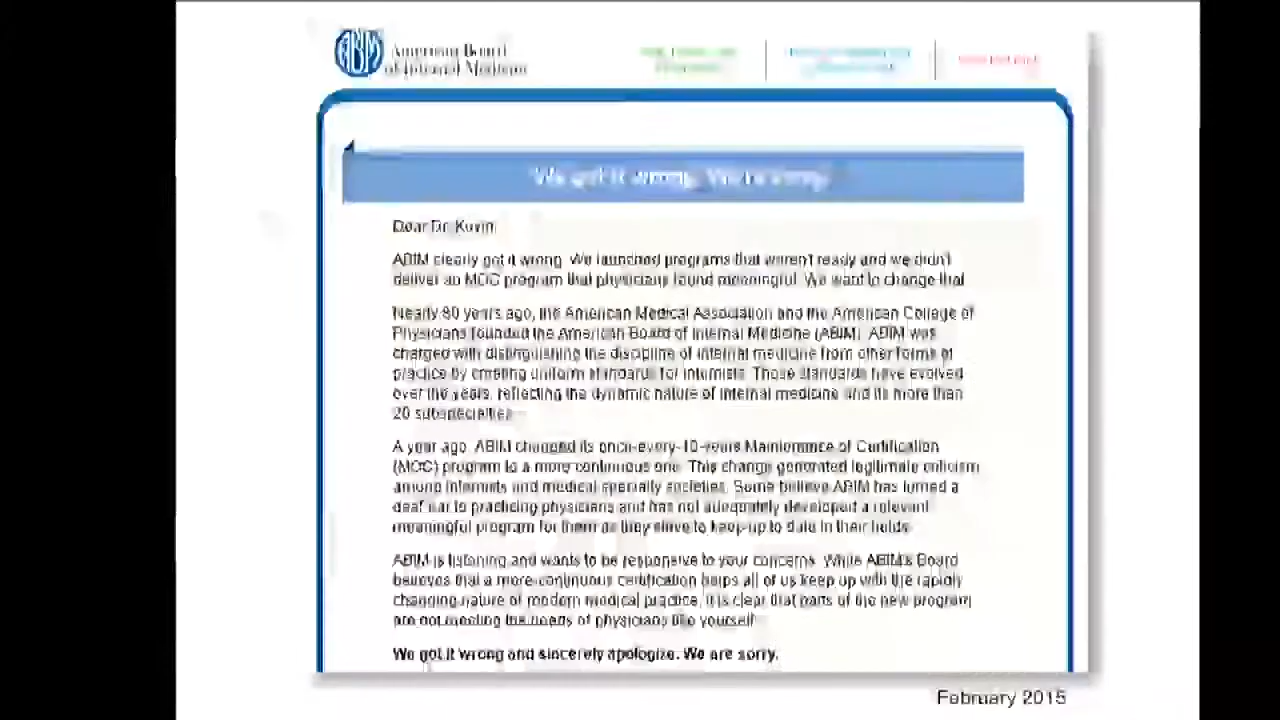 ABIM American Board
of Internal Medicine
We got it wrong. We're sorry.
Dear Dr. Kevin:
ABIM clearly got it wrong. We launched programs that weren't ready and we didn't
deliver an MOC program that physicians found meaningful. We want to change that.
Nearly 80 years ago, the American Medical Association and the American College of
Physicians founded the American Board of Internal Medicine (ABIM). ABIM was
charged with distinguishing the discipline of internal medicine from other forms of
practice by creating uniform standards for internists. Those standards have evolved
over the years, reflecting the dynamic nature of internal medicine and its more than
20 subspecialties.
A year ago, ABIM changed its once-every-10-years Maintenance of Certification
(MOC) program to a more continuous one. This change generated legitimate criticism
among internists and medical specialty societies. Some believe ABIM has turned a
deaf ear to practicing physicians and has not adequately developed a relevant,
meaningful program for them as they strive to keep up to date in their fields.
ABIM is listening and wants to be responsive to your concerns. While ABIM's Board
believes that a more continuous certification helps all of us keep up with the rapidly
changing nature of modern medical practice, it is clear that parts of the new program
are not meeting the needs of physicians like yourself.
We got it wrong and sincerely apologize. We are sorry.
February 2015